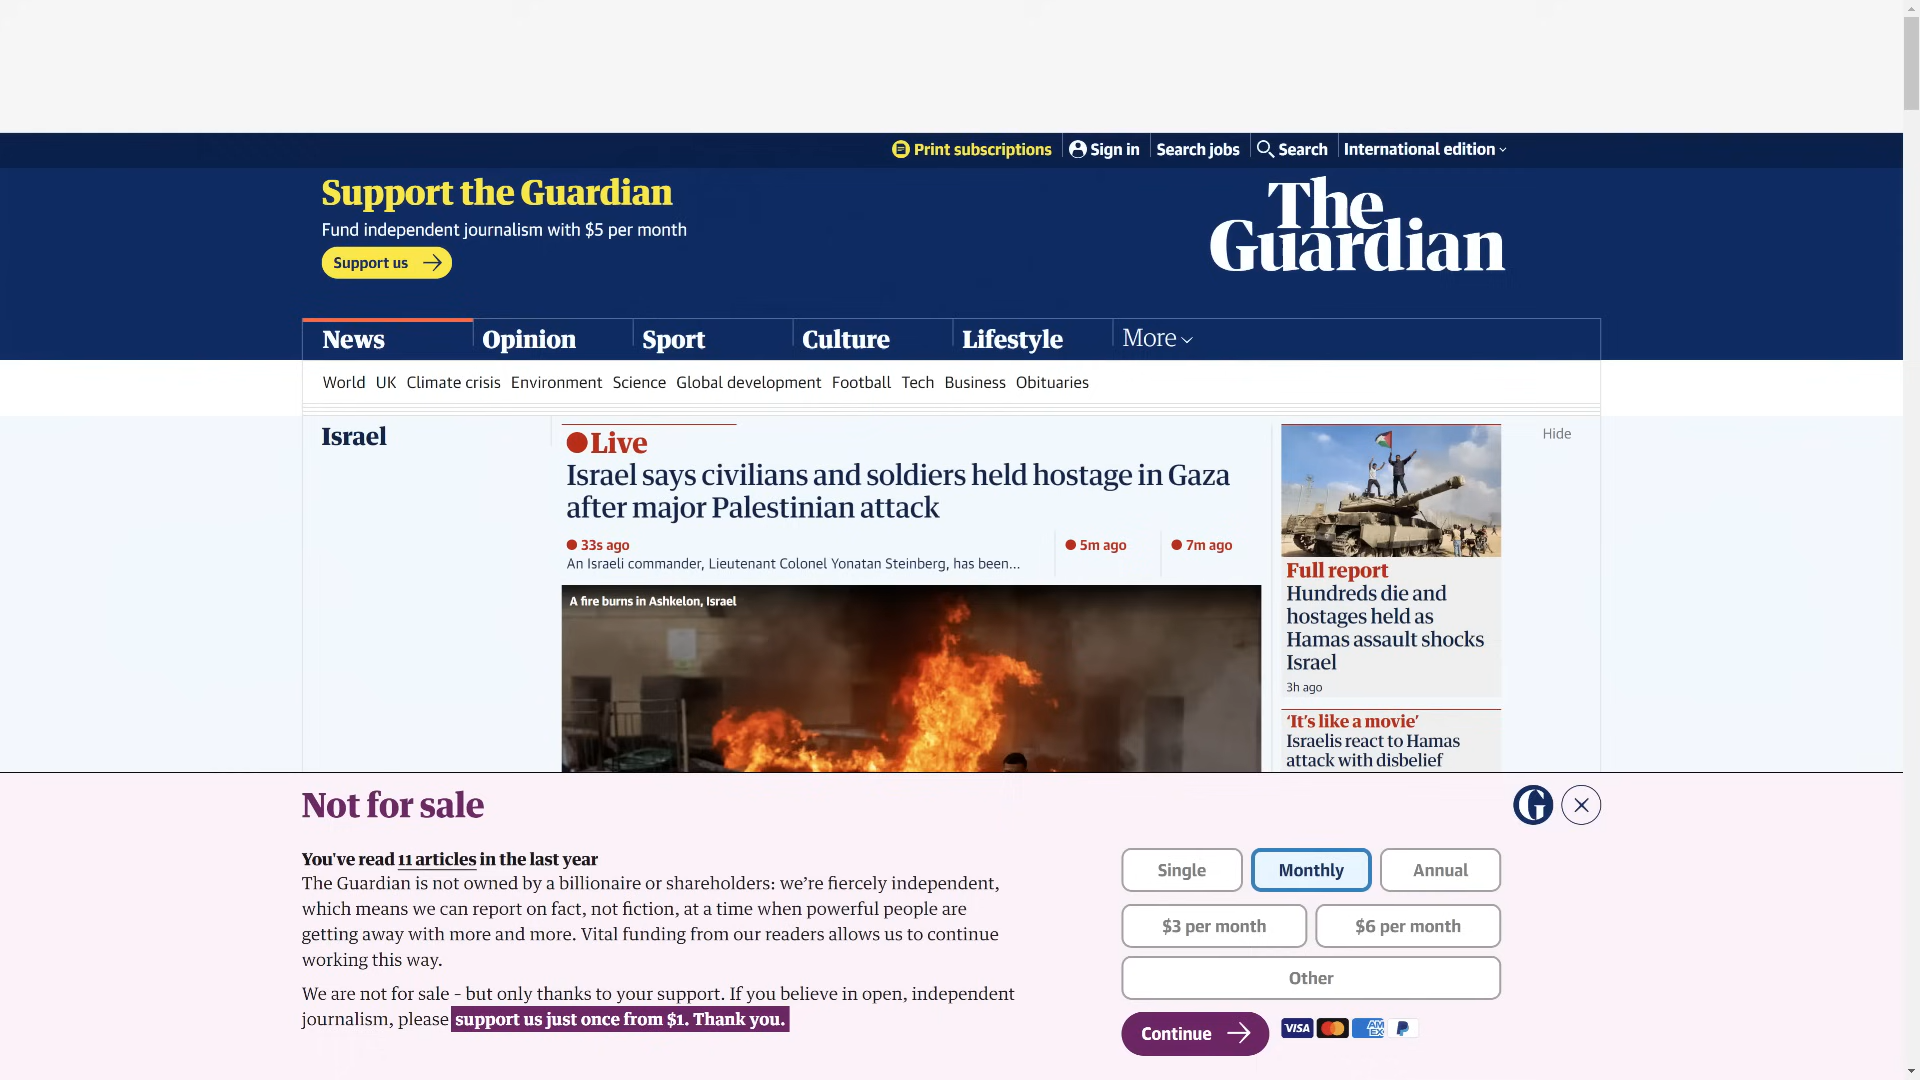 Print subscriptions
Sign in
Search jobs
Search
International edition
Support the Guardian
Fund independent journalism with $5 per month
Support us
The
Guardian
News
Opinion
Sport
Culture
Lifestyle
More
World
UK
Climate crisis
Environment
Science
Global development
Football
Tech
Business
Obituaries
Israel
Live
Israel says civilians and soldiers held hostage in Gaza
after major Palestinian attack
33s ago
An Israeli commander, Lieutenant Colonel Yonatan Steinberg, has been...
5m ago
7m ago
A fire burns in Ashkelon, Israel
Hide
Full report
Hundreds die and
hostages held as
Hamas assault shocks
Israel
3h ago
‘It’s like a movie’
Israelis react to Hamas
attack with disbelief
Not for sale
G
You've read 11 articles in the last year
The Guardian is not owned by a billionaire or shareholders: we’re fiercely independent,
which means we can report on fact, not fiction, at a time when powerful people are
getting away with more and more. Vital funding from our readers allows us to continue
working this way.
We are not for sale – but only thanks to your support. If you believe in open, independent
journalism, please support us just once from $1. Thank you.
Single
Monthly
Annual
$3 per month
$6 per month
Other
Continue
VISA
AM
EX